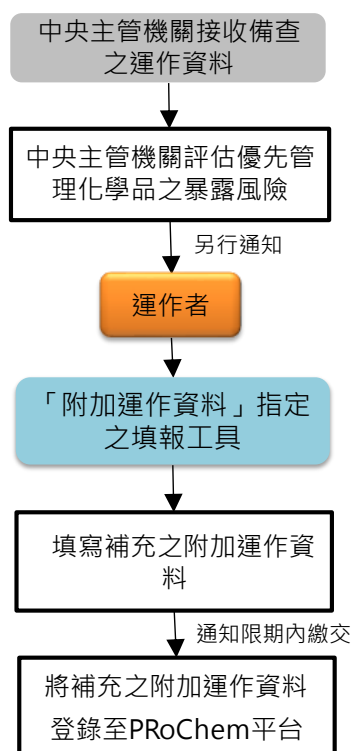 中央主管機關接收備查
之運作資料
中央主管機關評估優先管
理化學品之暴露風險
另行通知
運作者
「附加運作資料」指定
之填報工具
填寫補充之附加運作資
料
通知限期內繳交
將補充之附加運作資料
登錄至PRoChem平台